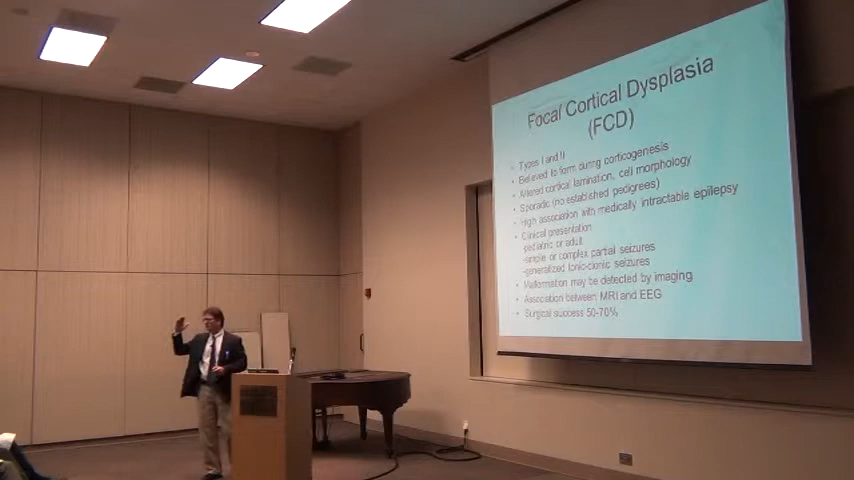 Focal Cortical Dysplasia
(FCD)
• Types I and II
• Believed to form during corticogenesis
• Altered cortical lamination, cell morphology
• Sporadic (no established pedigrees)
• High association with medically intractable epilepsy
• Clinical presentation
-pediatric or adult
-simple or complex partial seizures
-generalized tonic-clonic seizures
• Malformation may be detected by imaging
• Association between MRI and EEG
• Surgical success 50-70%